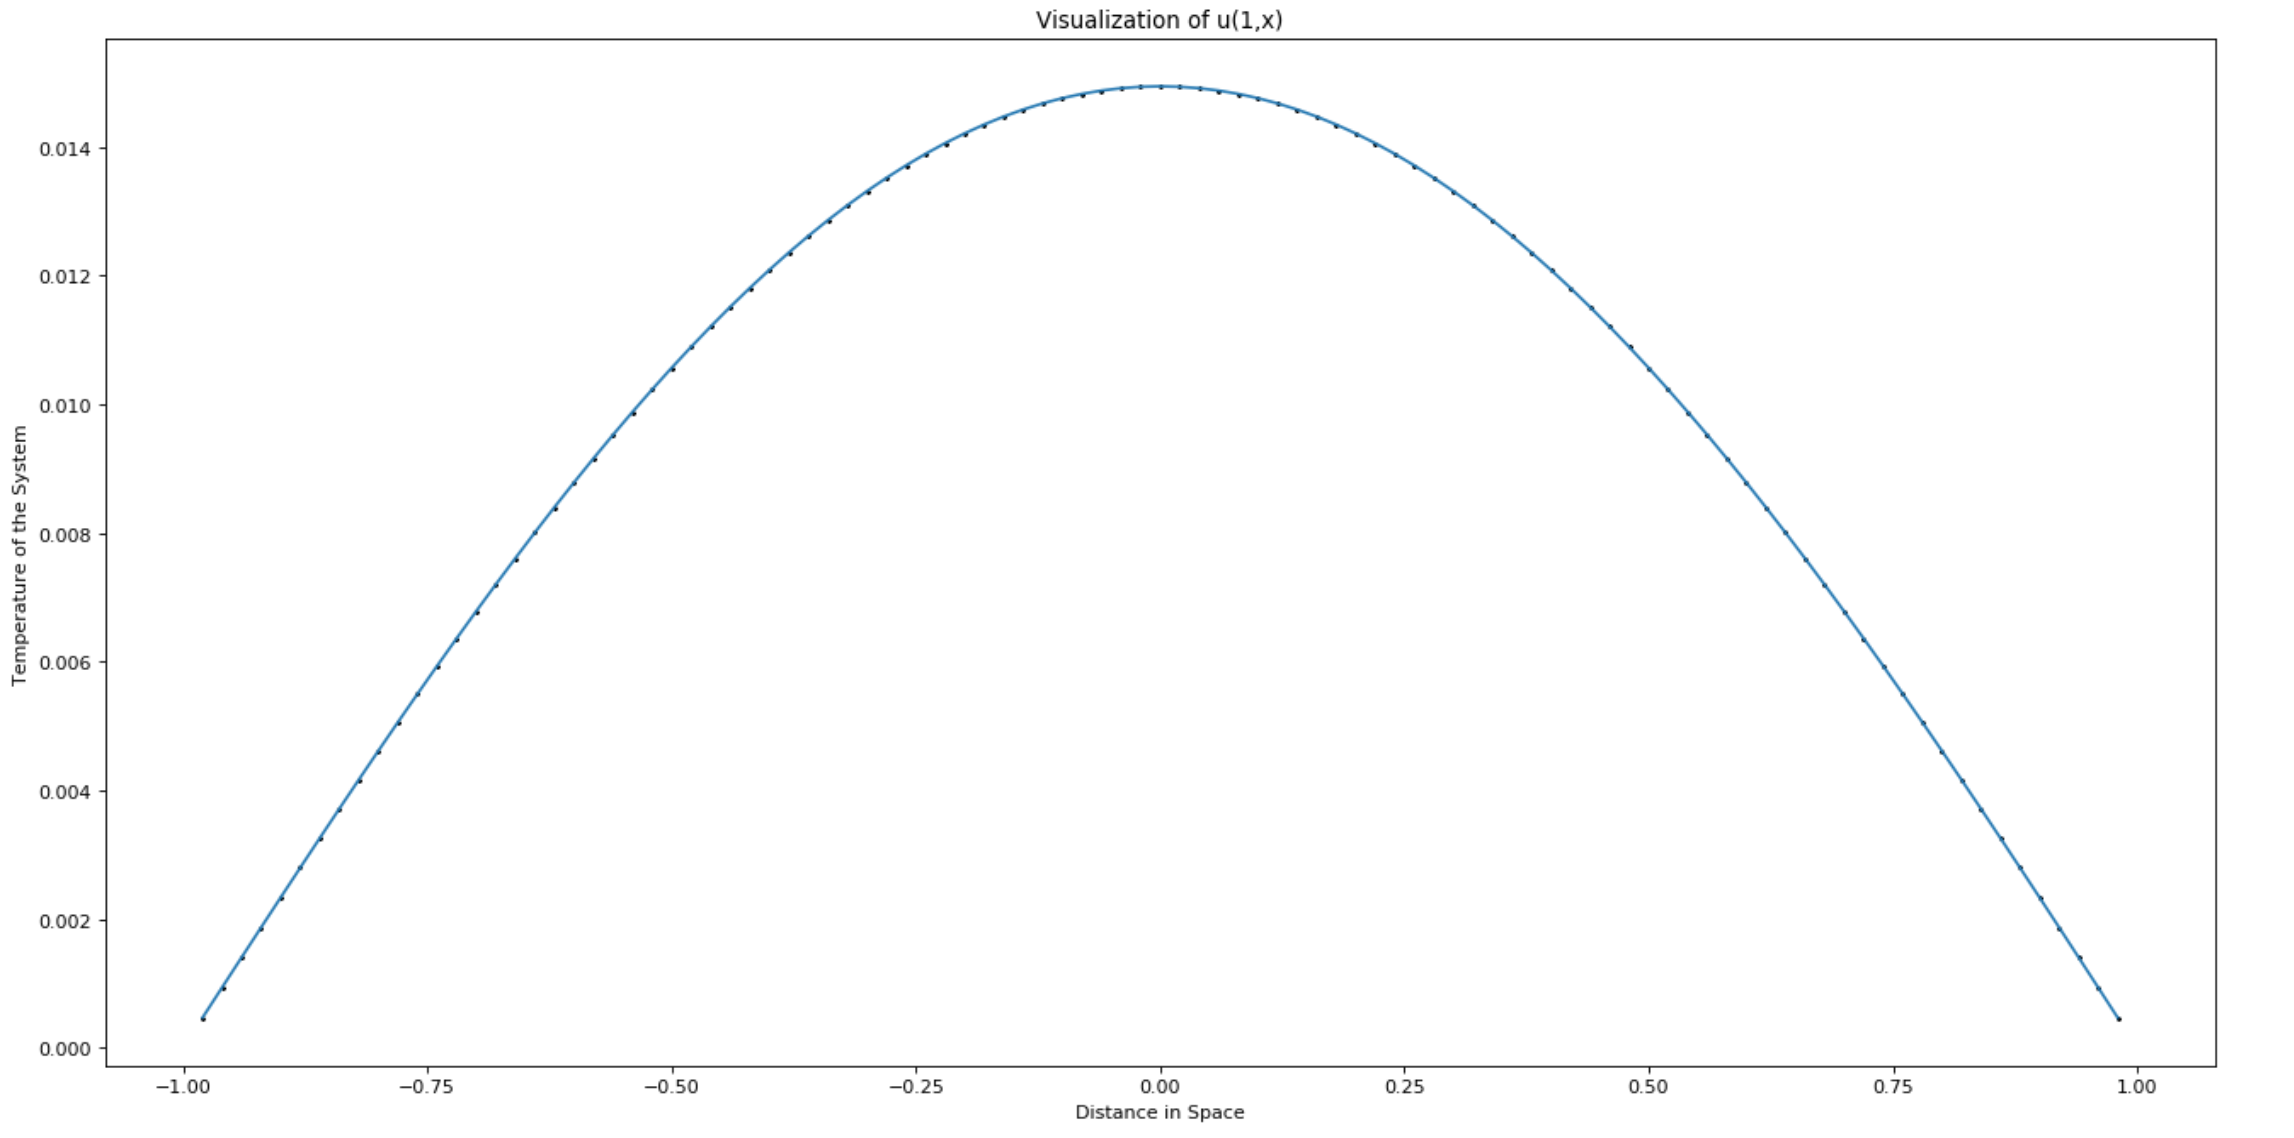 Visualization of u(1,x)
Temperature of the System
0.014
0.012
0.010
0.008
0.006
0.004
0.002
0.000
−1.00 −0.75 −0.50 −0.25 0.00 0.25 0.50 0.75 1.00
Distance in Space